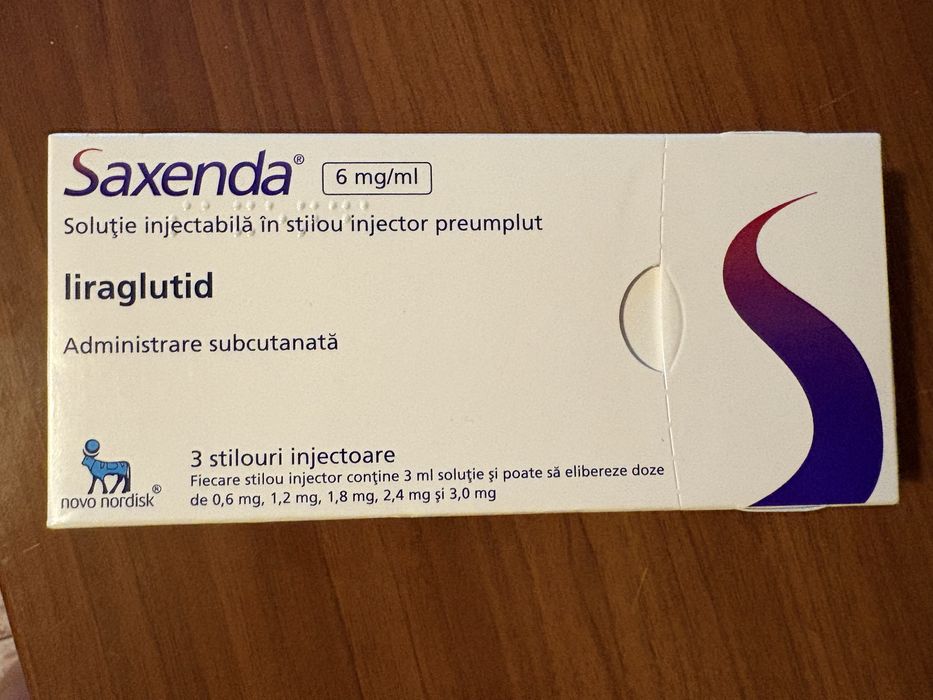 Saxenda® 6 mg/ml
Soluţie injectabilă în stilou injector preumplut
liraglutid
Administrare subcutanată
3 stilouri injectoare
Fiecare stilou injector conţine 3 ml soluţie şi poate să elibereze doze
de 0,6 mg, 1,2 mg, 1,8 mg, 2,4 mg şi 3,0 mg
novo nordisk®